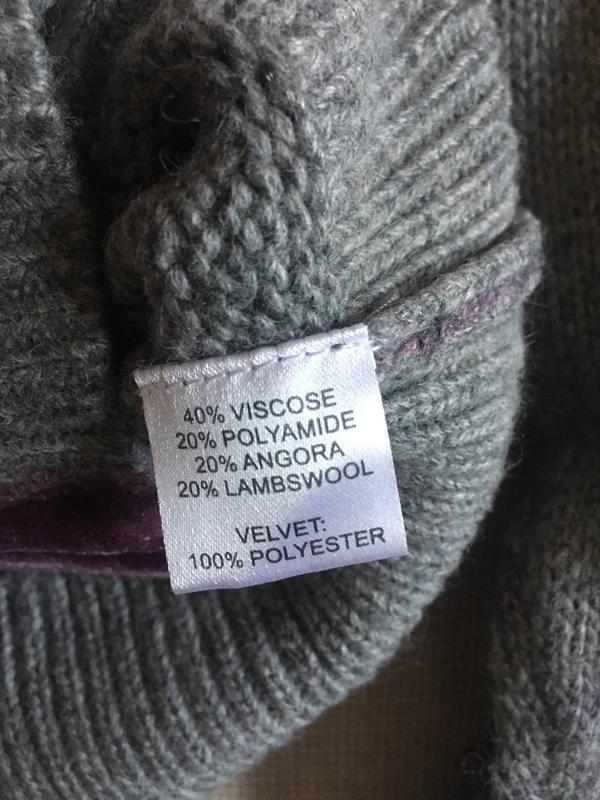 40% VISCOSE
20% POLYAMIDE
20% ANGORA
20% LAMBSWOOL
VELVET:
100% POLYESTER